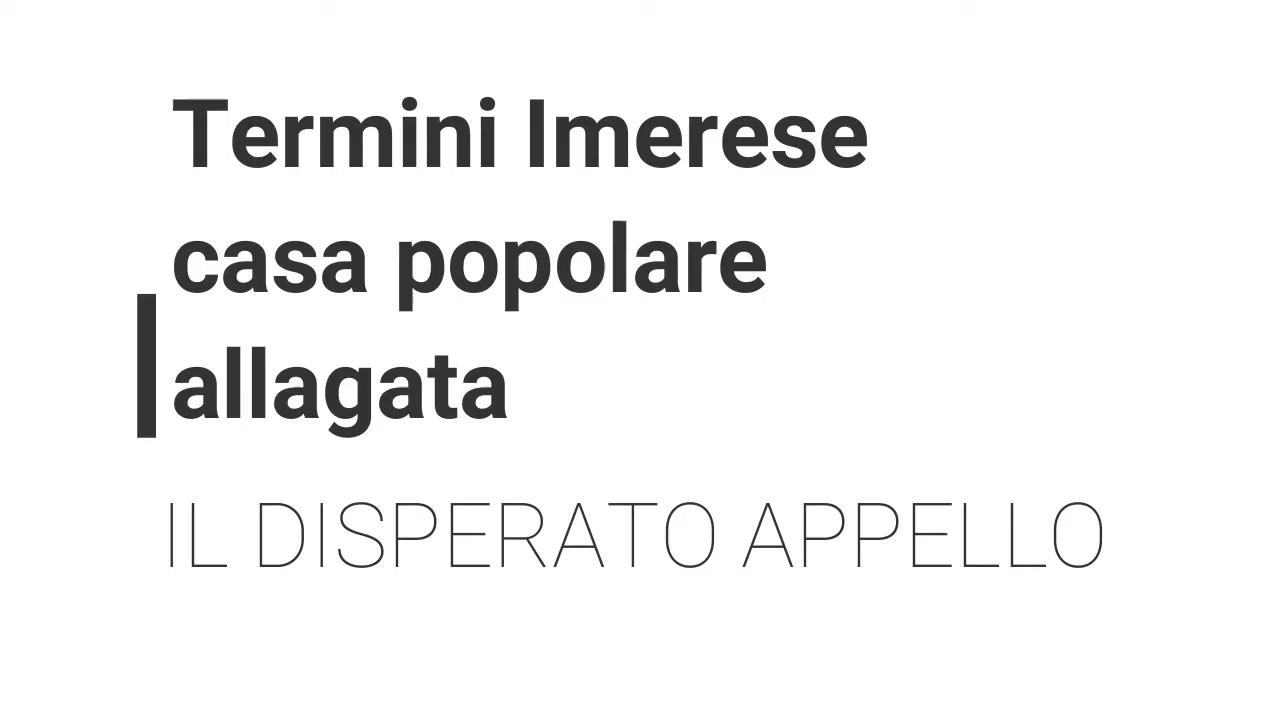 Termini Imerese
casa popolare
allagata
IL DISPERATO APPELLO